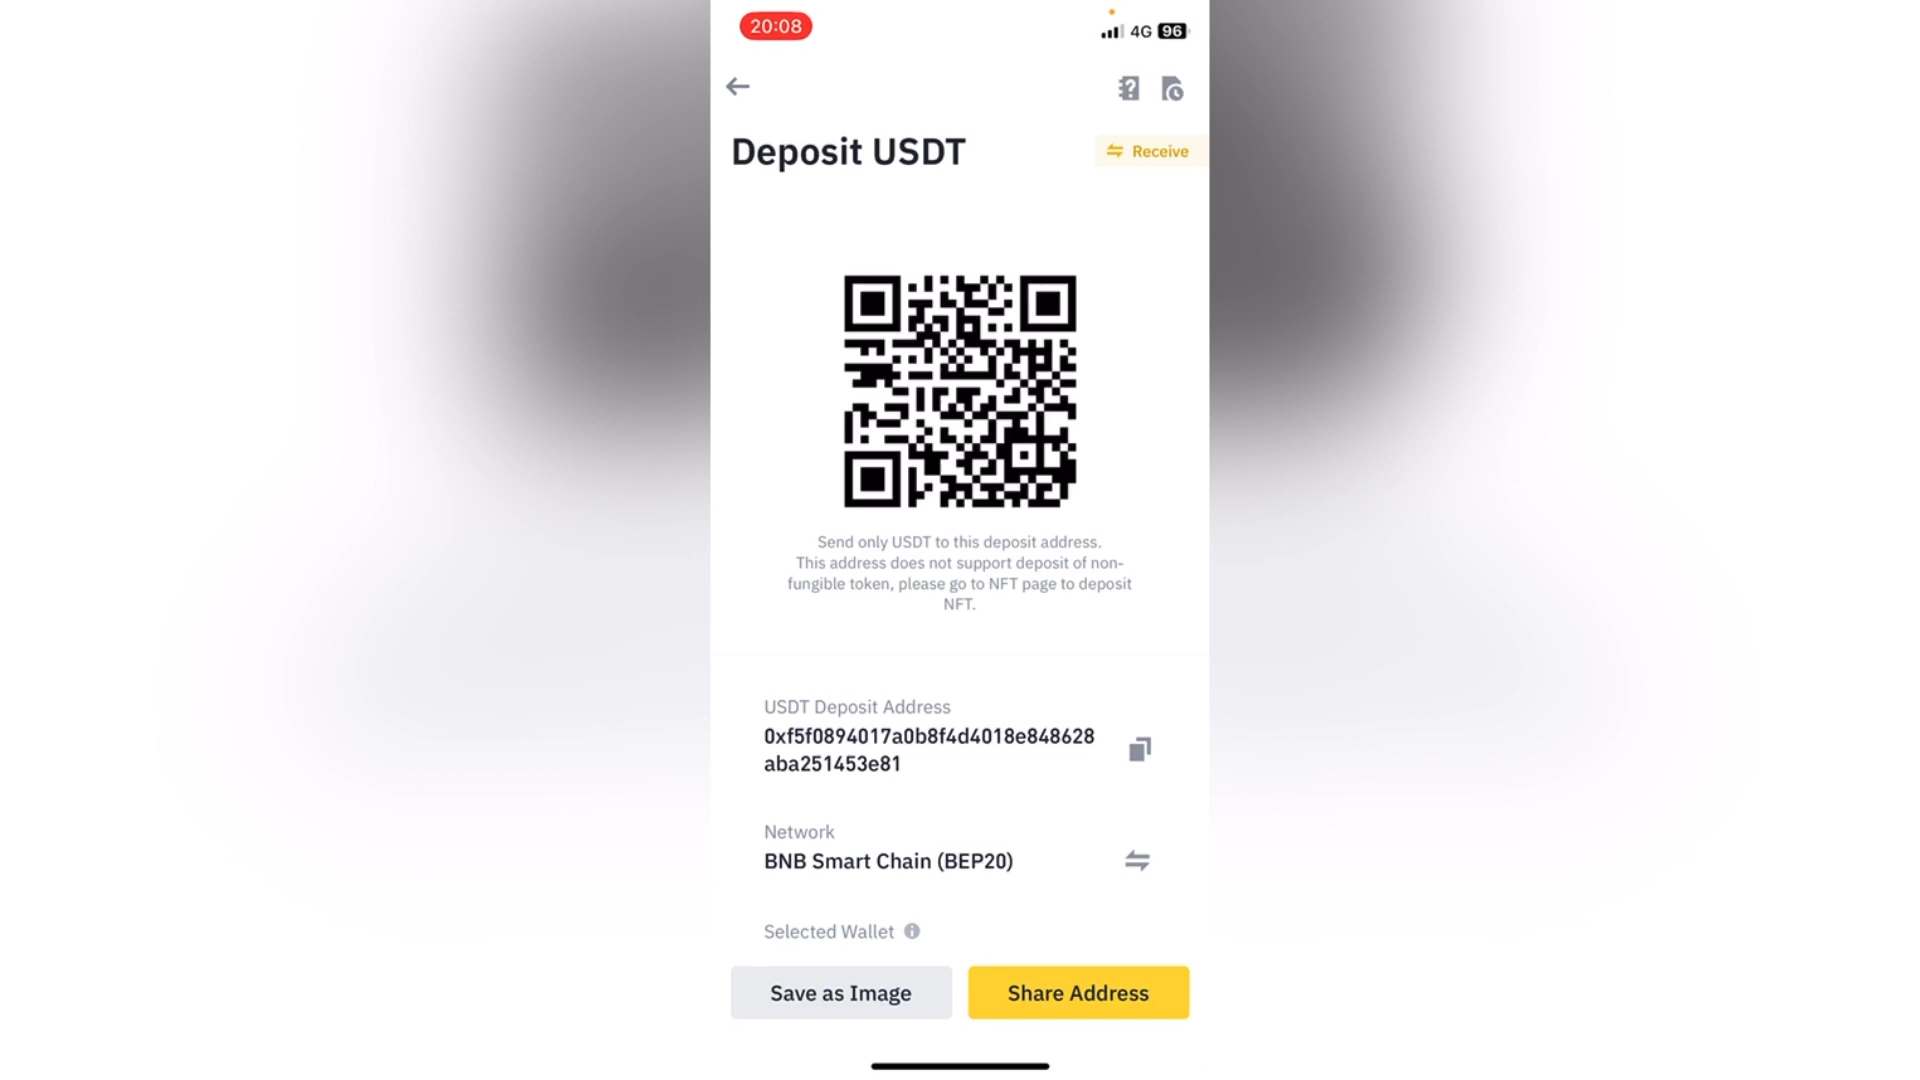 20:08
4G 96
Deposit USDT
Receive
Send only USDT to this deposit address.
This address does not support deposit of non-
fungible token, please go to NFT page to deposit
NFT.
USDT Deposit Address
0xf5f0894017a0b8f4d4018e848628
aba251453e81
Network
BNB Smart Chain (BEP20)
Selected Wallet
Save as Image
Share Address